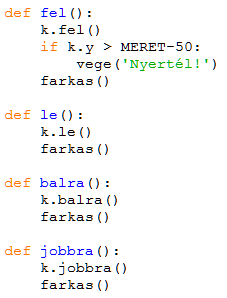 def fel():
    k.fel()
    if k.y > MERET-50:
        vege('Nyertél!')
    farkas()

def le():
    k.le()
    farkas()

def balra():
    k.balra()
    farkas()

def jobbra():
    k.jobbra()
    farkas()